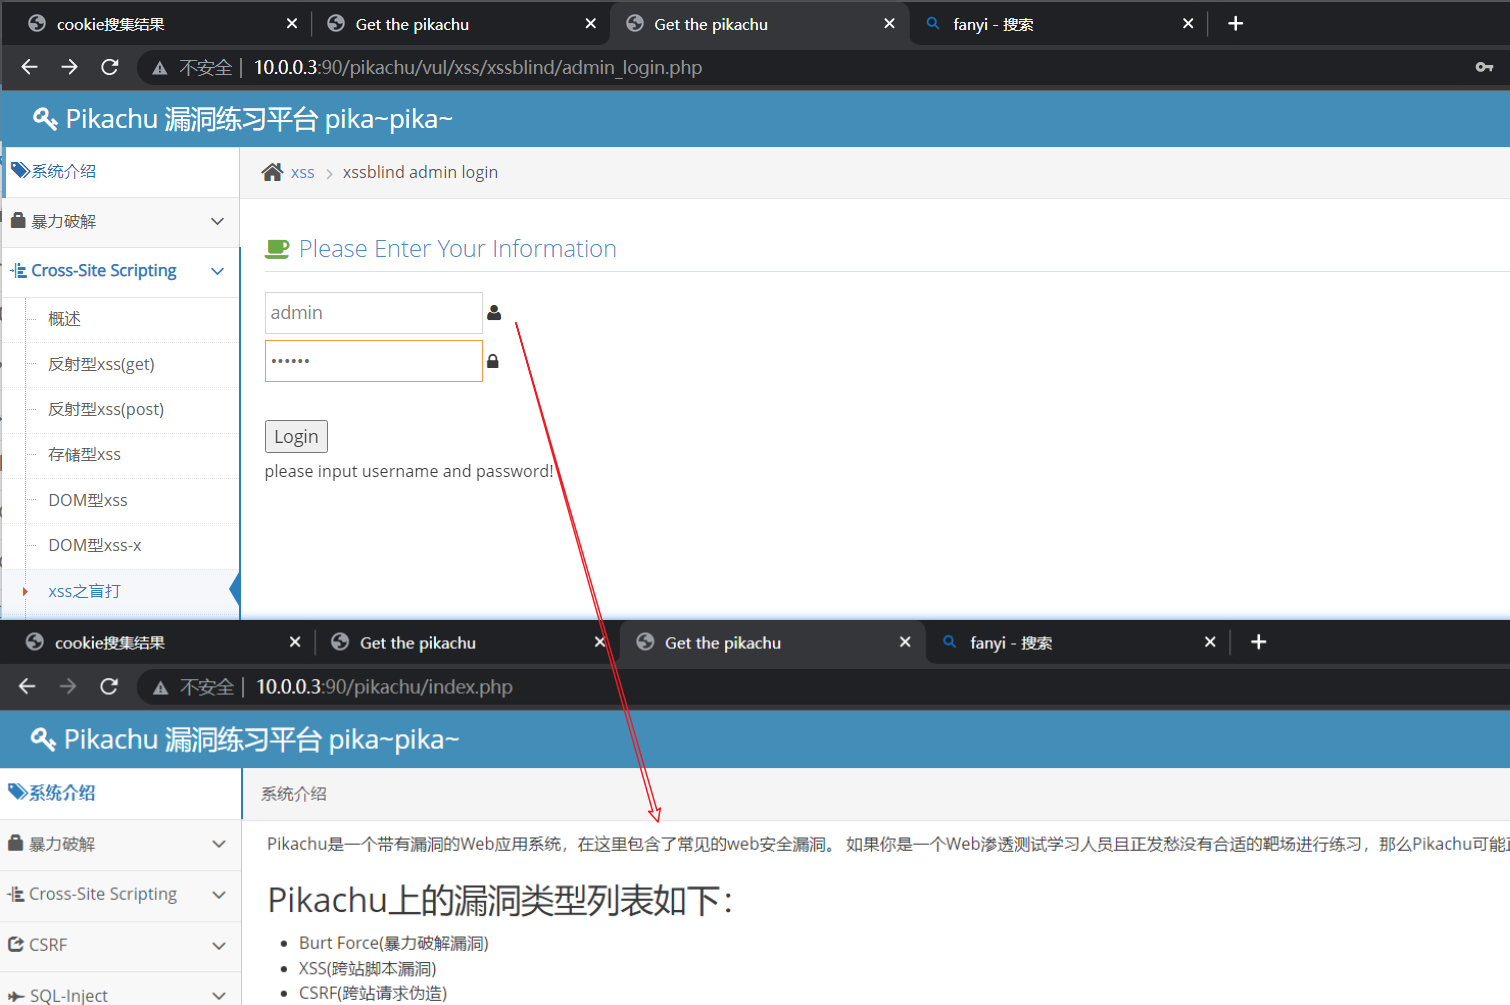 cookie搜集结果 Get the pikachu Get the pikachu fanyi - 搜索
不安全 | 10.0.0.3:90/pikachu/vul/xss/xssblind/admin_login.php
Pikachu 漏洞练习平台 pika~pika~
系统介绍
xss > xssblind admin login
暴力破解
Please Enter Your Information
Cross-Site Scripting
admin
概述
••••••
反射型xss(get)
反射型xss(post)
Login
存储型xss
please input username and password!
DOM型xss
DOM型xss-x
xss之盲打
cookie搜集结果 Get the pikachu Get the pikachu fanyi - 搜索
不安全 | 10.0.0.3:90/pikachu/index.php
Pikachu 漏洞练习平台 pika~pika~
系统介绍
系统介绍
暴力破解
Pikachu是一个带有漏洞的Web应用系统，在这里包含了常见的web安全漏洞。 如果你是一个Web渗透测试学习人员且正发愁没有合适的靶场进行练习，那么Pikachu可能
Cross-Site Scripting
Pikachu上的漏洞类型列表如下：
CSRF
Burt Force(暴力破解漏洞)
XSS(跨站脚本漏洞)
CSRF(跨站请求伪造)
SQL-Inject